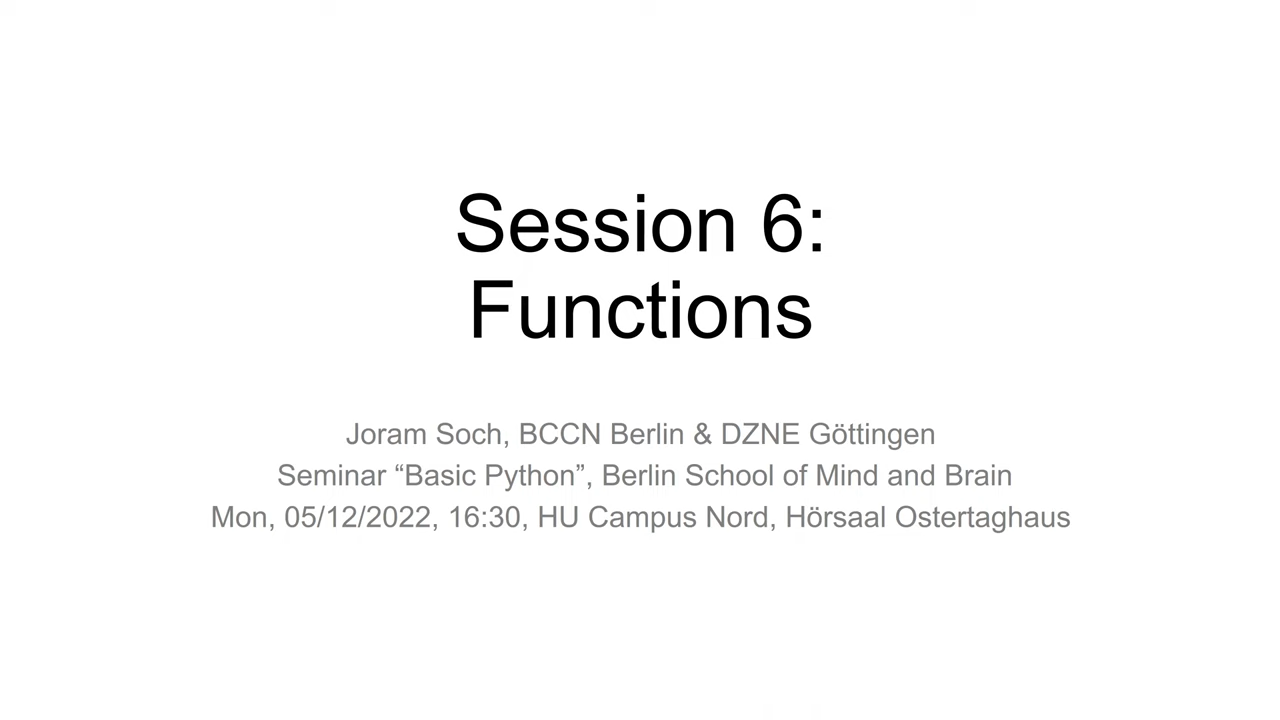 Session 6:
Functions
Joram Soch, BCCN Berlin & DZNE Göttingen
Seminar “Basic Python”, Berlin School of Mind and Brain
Mon, 05/12/2022, 16:30, HU Campus Nord, Hörsaal Ostertaghaus